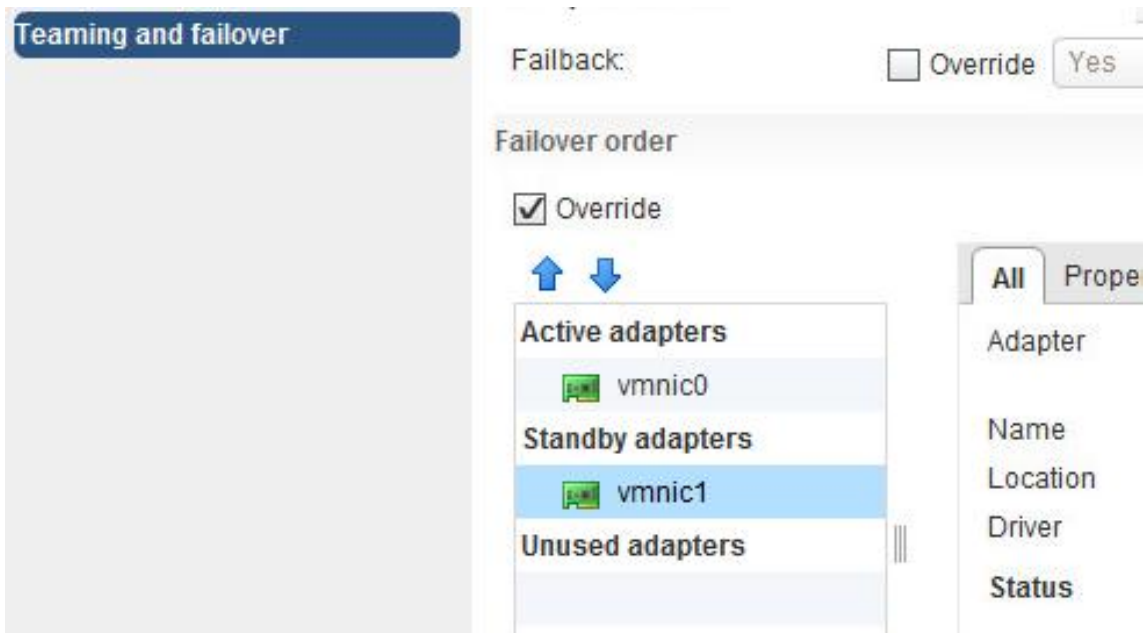 Teaming and failover
Failback: Override Yes
Failover order
Override
All Prope
Active adapters
Adapter
vmnic0
Standby adapters
Name
vmnic1
Location
Driver
Unused adapters
Status